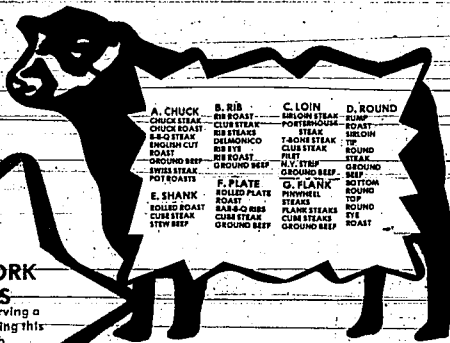 A. CHUCK
CHUCK STEAK
CHUCK ROAST
B-B-Q STEAK
ENGLISH CUT
ROAST
GROUND BEEF
SWISS STEAK
POT ROASTS
E. SHANK
ROLLED ROAST
CUBE STEAK
STEW BEEF
B. RIB
RIB ROAST
CLUB STEAK
RIB STEAKS
DELMONICO
RIB EYE
RIB ROAST
GROUND BEEF
F. PLATE
ROLLED PLATE
ROAST
BAR-B-Q RIBS
CUBE STEAK
GROUND BEEF
C. LOIN
SIRLOIN STEAK
PORTERHOUSE
STEAK
T-BONE STEAK
CLUB STEAK
FILET
N.Y. STRIP
GROUND BEEF
G. FLANK
PINWHEEL
STEAKS
FLANK STEAKS
CUBE STEAKS
GROUND BEEF
D. ROUND
RUMP
ROAST
SIRLOIN
TIP
ROUND
STEAK
GROUND
BEEF
BOTTOM
ROUND
TOP
ROUND
EYE
ROAST
ORK
S
rving a
ing this